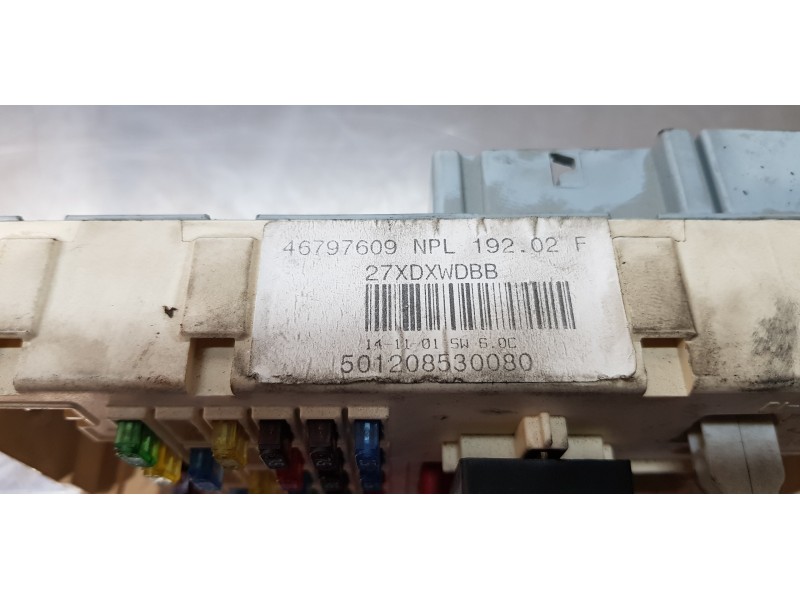 46797609 NPL 192.02 F
27XDXWDBB
14-11-01 SW 6.0C
501208530080